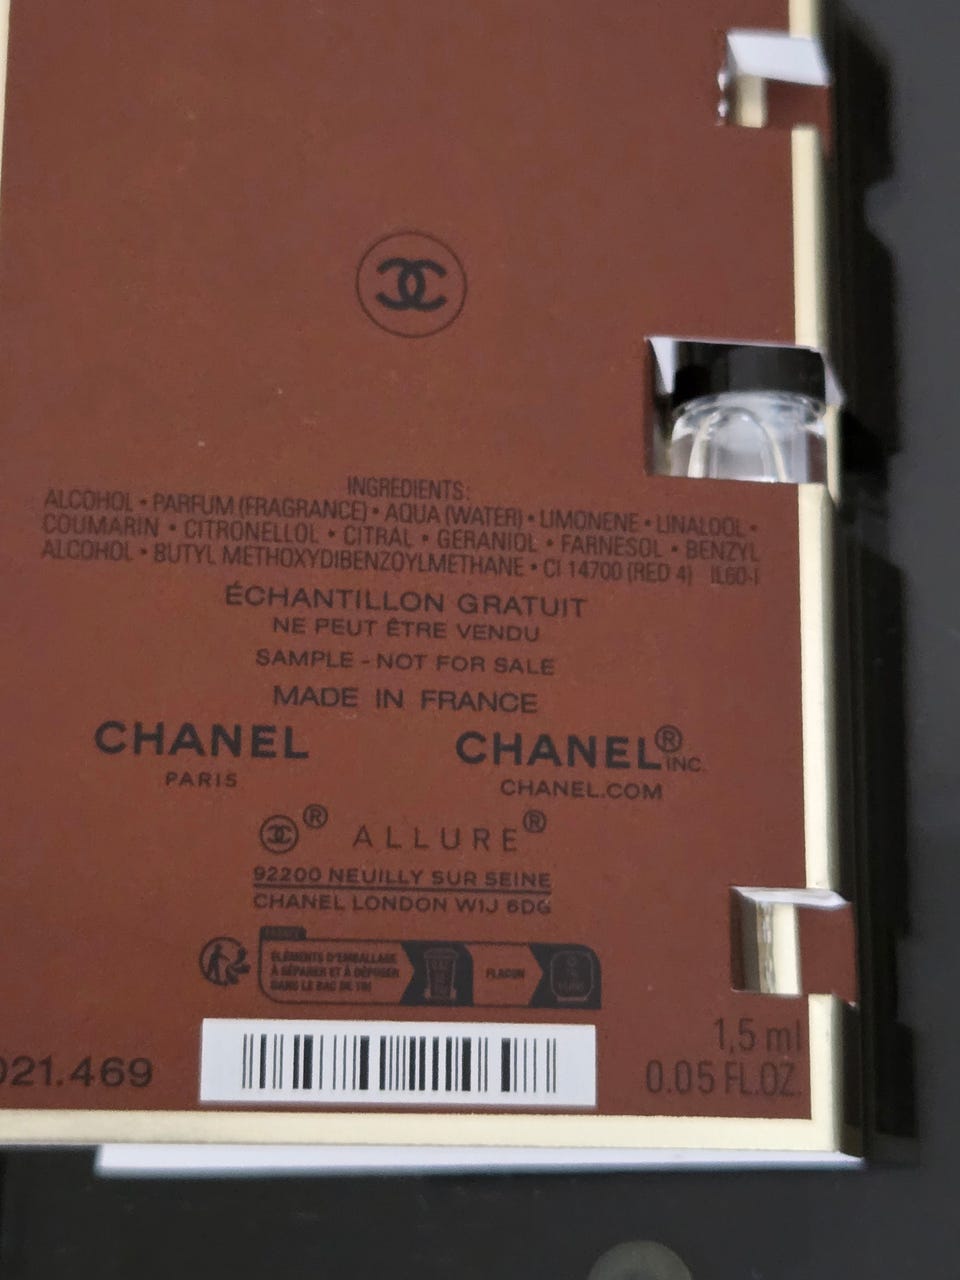 INGREDIENTS:
ALCOHOL • PARFUM (FRAGRANCE) • AQUA (WATER) • LIMONENE • LINALOOL •
COUMARIN • CITRONELLOL • CITRAL • GERANIOL • FARNESOL • BENZYL
ALCOHOL • BUTYL METHOXYDIBENZOYLMETHANE • CI 14700 (RED 4) IL60-1
ÉCHANTILLON GRATUIT
NE PEUT ÊTRE VENDU
SAMPLE - NOT FOR SALE
MADE IN FRANCE
CHANEL
PARIS
CHANEL® INC.
CHANEL.COM
® ALLURE®
92200 NEUILLY SUR SEINE
CHANEL LONDON W1J 6DG
ÉLÉMENTS D'EMBALLAGE
À SÉPARER ET À DÉPOSER
DANS LE BAC DE TRI
FLACON
021.469
1,5 ml
0.05 FL.OZ.